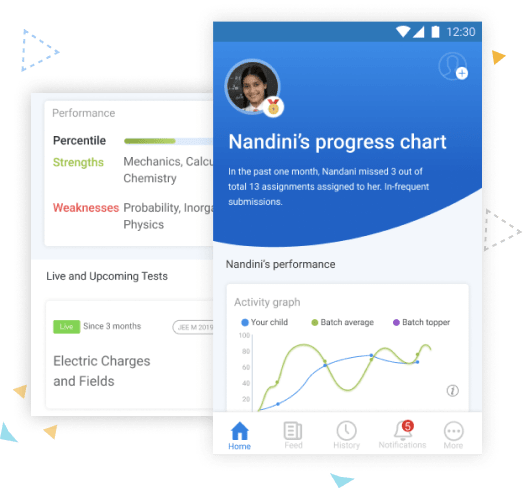 12:30
Nandini's progress chart
In the past one month, Nandani missed 3 out of
total 13 assignments assigned to her. In-frequent
submissions.
Nandini's performance
Activity graph
Your child Batch average Batch topper
100
80
60
40
20
Home Feed History Notifications More
5
Performance
Percentile
Strengths Mechanics, Calcu
Chemistry
Weaknesses Probability, Inorga
Physics
Live and Upcoming Tests
Live Since 3 months JEE M 2019
Electric Charges
and Fields